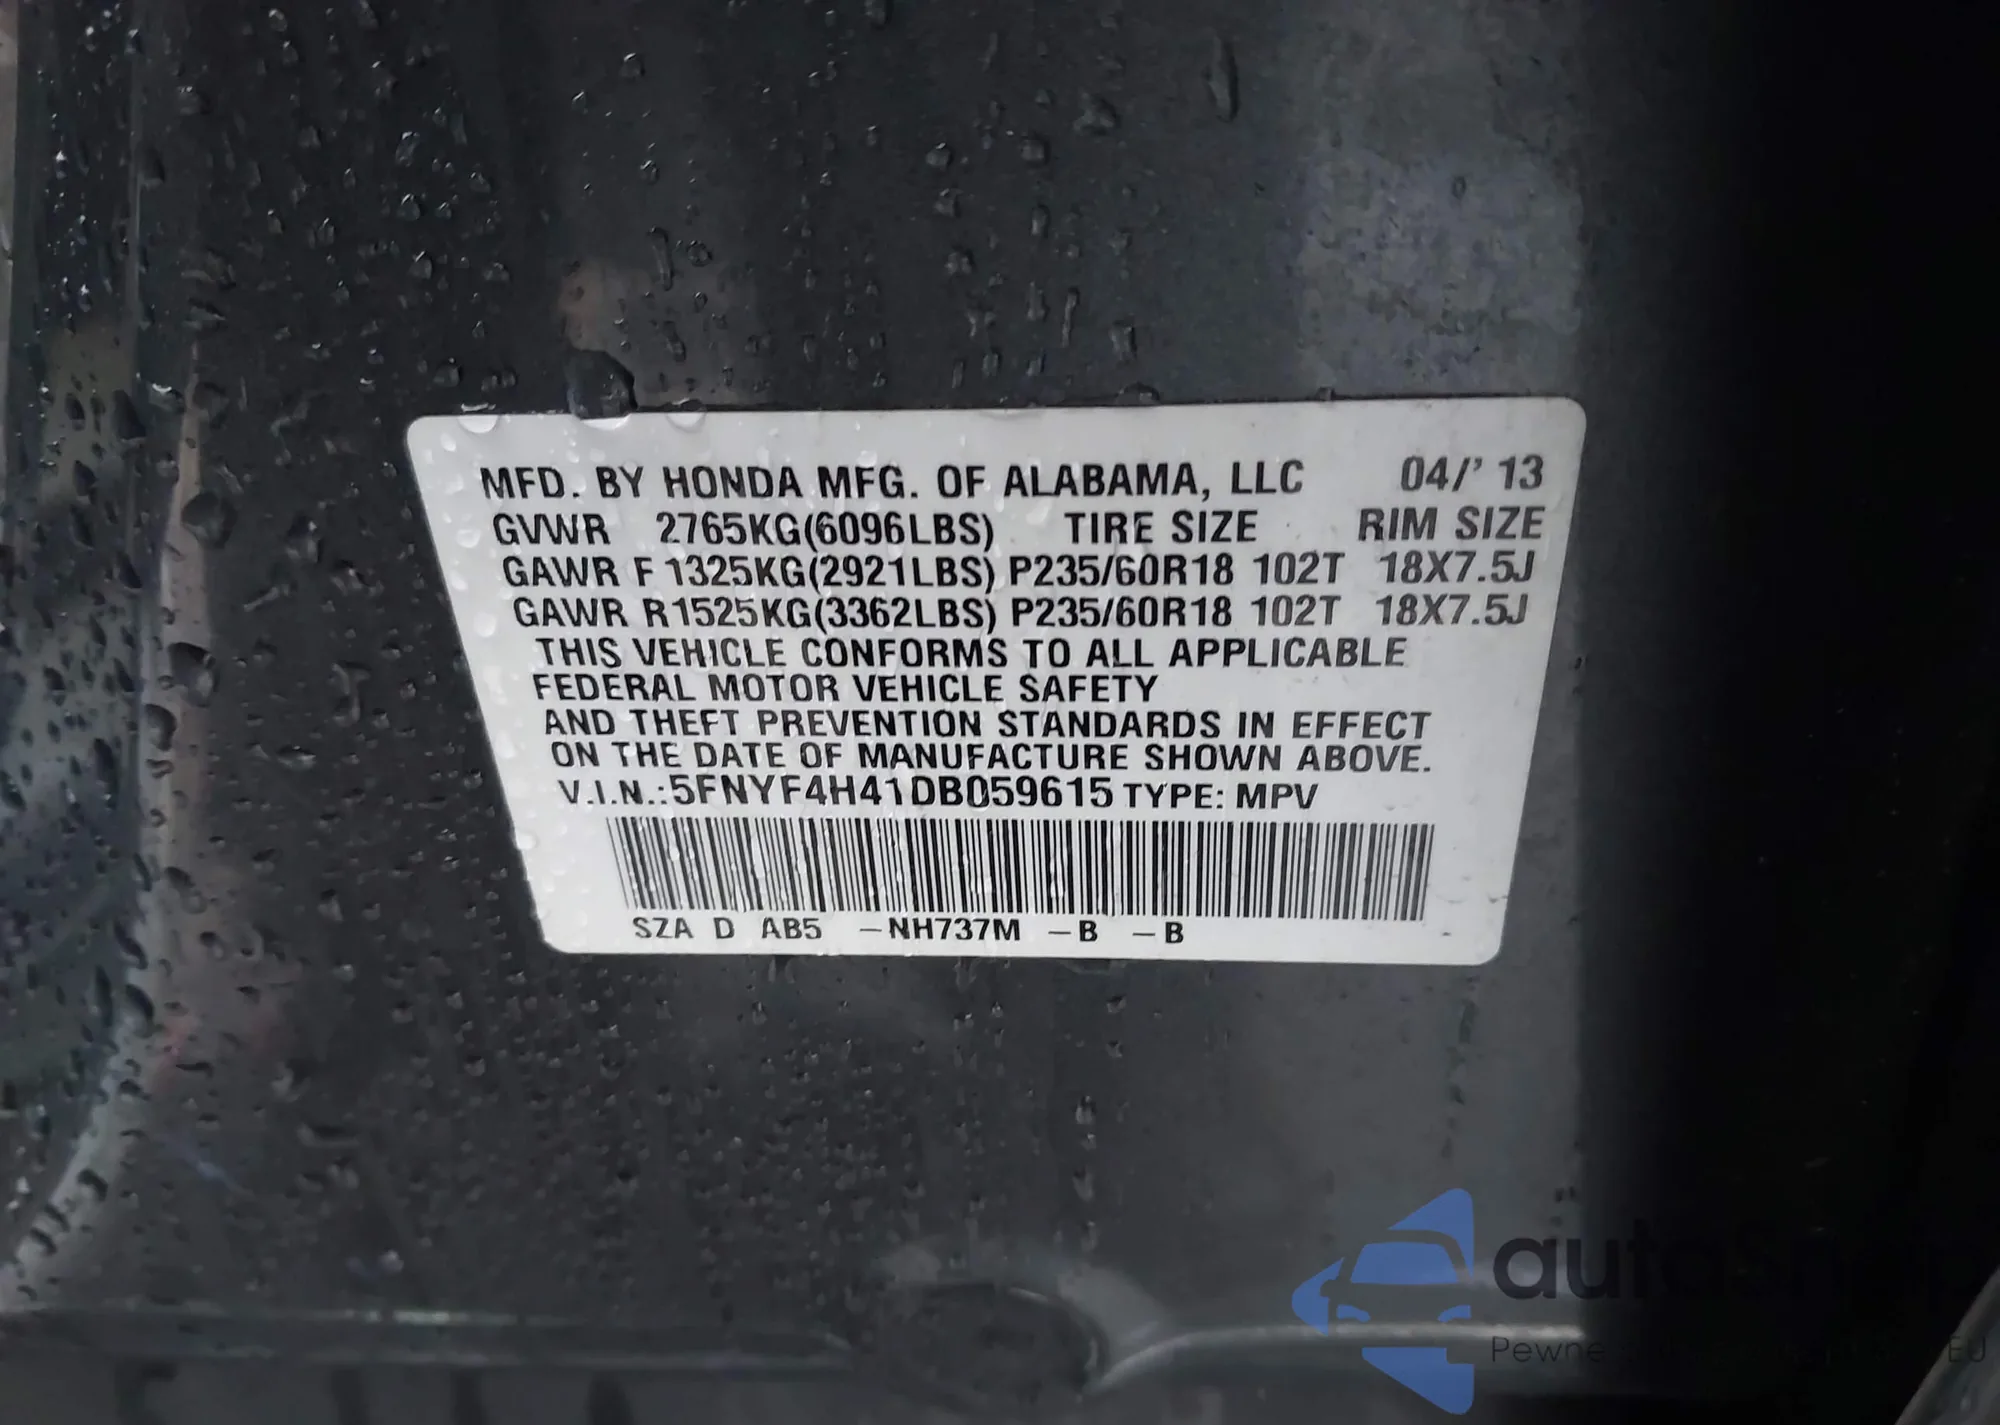 MFD. BY HONDA MFG. OF ALABAMA, LLC 04/' 13
GVWR 2765KG(6096LBS) TIRE SIZE RIM SIZE
GAWR F 1325KG(2921LBS) P235/60R18 102T 18X7.5J
GAWR R1525KG(3362LBS) P235/60R18 102T 18X7.5J
THIS VEHICLE CONFORMS TO ALL APPLICABLE
FEDERAL MOTOR VEHICLE SAFETY
AND THEFT PREVENTION STANDARDS IN EFFECT
ON THE DATE OF MANUFACTURE SHOWN ABOVE.
V.I.N.:5FNYF4H41DB059615 TYPE: MPV
SZA D AB5 -NH737M -B -B
Pewne
EU